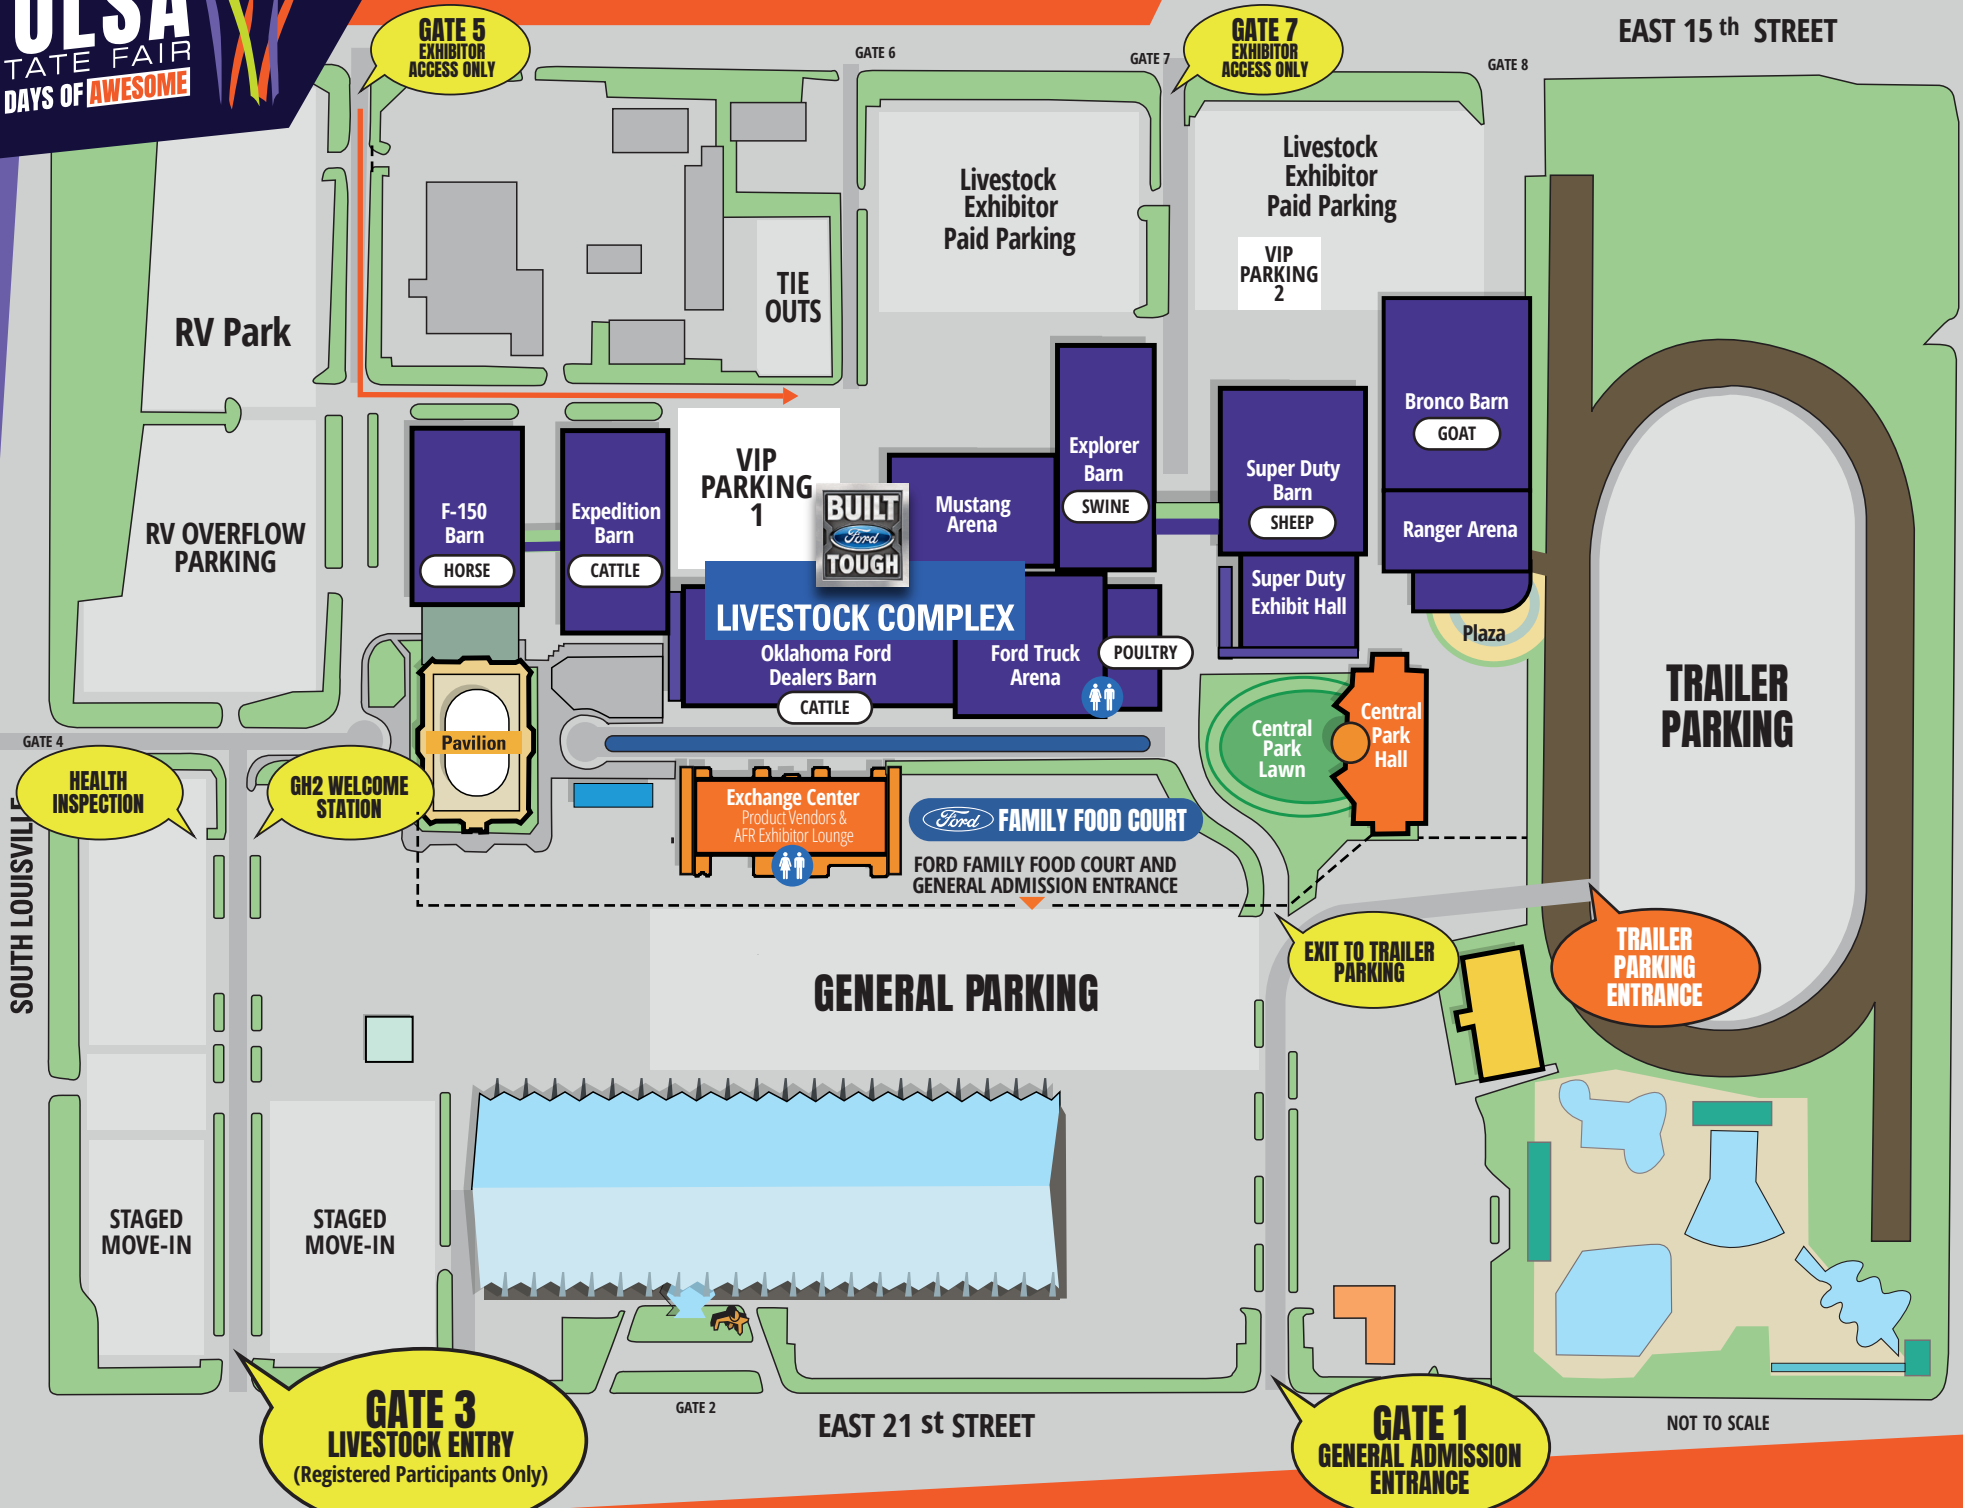 TATE FAIR
DAYS OF AWESOME
GATE 5
EXHIBITOR
ACCESS ONLY
GATE 6
GATE 7
GATE 7
EXHIBITOR
ACCESS ONLY
GATE 8
EAST 15 th STREET
Livestock
Exhibitor
Paid Parking
Livestock
Exhibitor
Paid Parking
VIP
PARKING
2
TIE
OUTS
RV Park
RV OVERFLOW
PARKING
F-150
Barn
HORSE
Expedition
Barn
CATTLE
VIP
PARKING
1
BUILT
Ford
TOUGH
LIVESTOCK COMPLEX
Mustang
Arena
Explorer
Barn
SWINE
Super Duty
Barn
SHEEP
Super Duty
Exhibit Hall
Bronco Barn
GOAT
Ranger Arena
Plaza
Oklahoma Ford
Dealers Barn
CATTLE
Ford Truck
Arena
POULTRY
TRAILER
PARKING
Central
Park
Lawn
Central
Park
Hall
Pavilion
GATE 4
HEALTH
INSPECTION
GH2 WELCOME
STATION
SOUTH LOUISVILLE
Exchange Center
Product Vendors &
AFR Exhibitor Lounge
Ford FAMILY FOOD COURT
FORD FAMILY FOOD COURT AND
GENERAL ADMISSION ENTRANCE
EXIT TO TRAILER
PARKING
TRAILER
PARKING
ENTRANCE
GENERAL PARKING
STAGED
MOVE-IN
STAGED
MOVE-IN
GATE 3
LIVESTOCK ENTRY
(Registered Participants Only)
GATE 2
EAST 21 st STREET
GATE 1
GENERAL ADMISSION
ENTRANCE
NOT TO SCALE